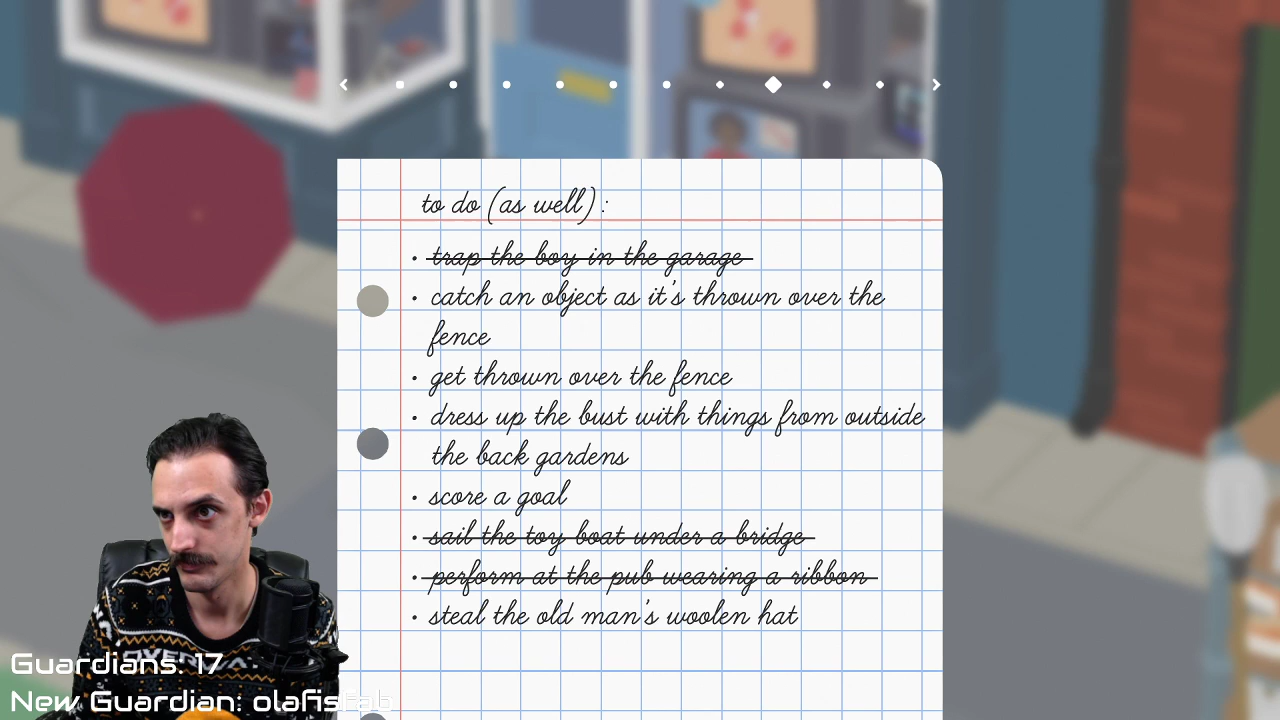 to do (as well) :
• trap the boy in the garage
• catch an object as it's thrown over the
fence
• get thrown over the fence
• dress up the bust with things from outside
the back gardens
• score a goal
• sail the toy boat under a bridge
• perform at the pub wearing a ribbon
• steal the old man's woolen hat
Guardians: 17
New Guardian: olafisfab